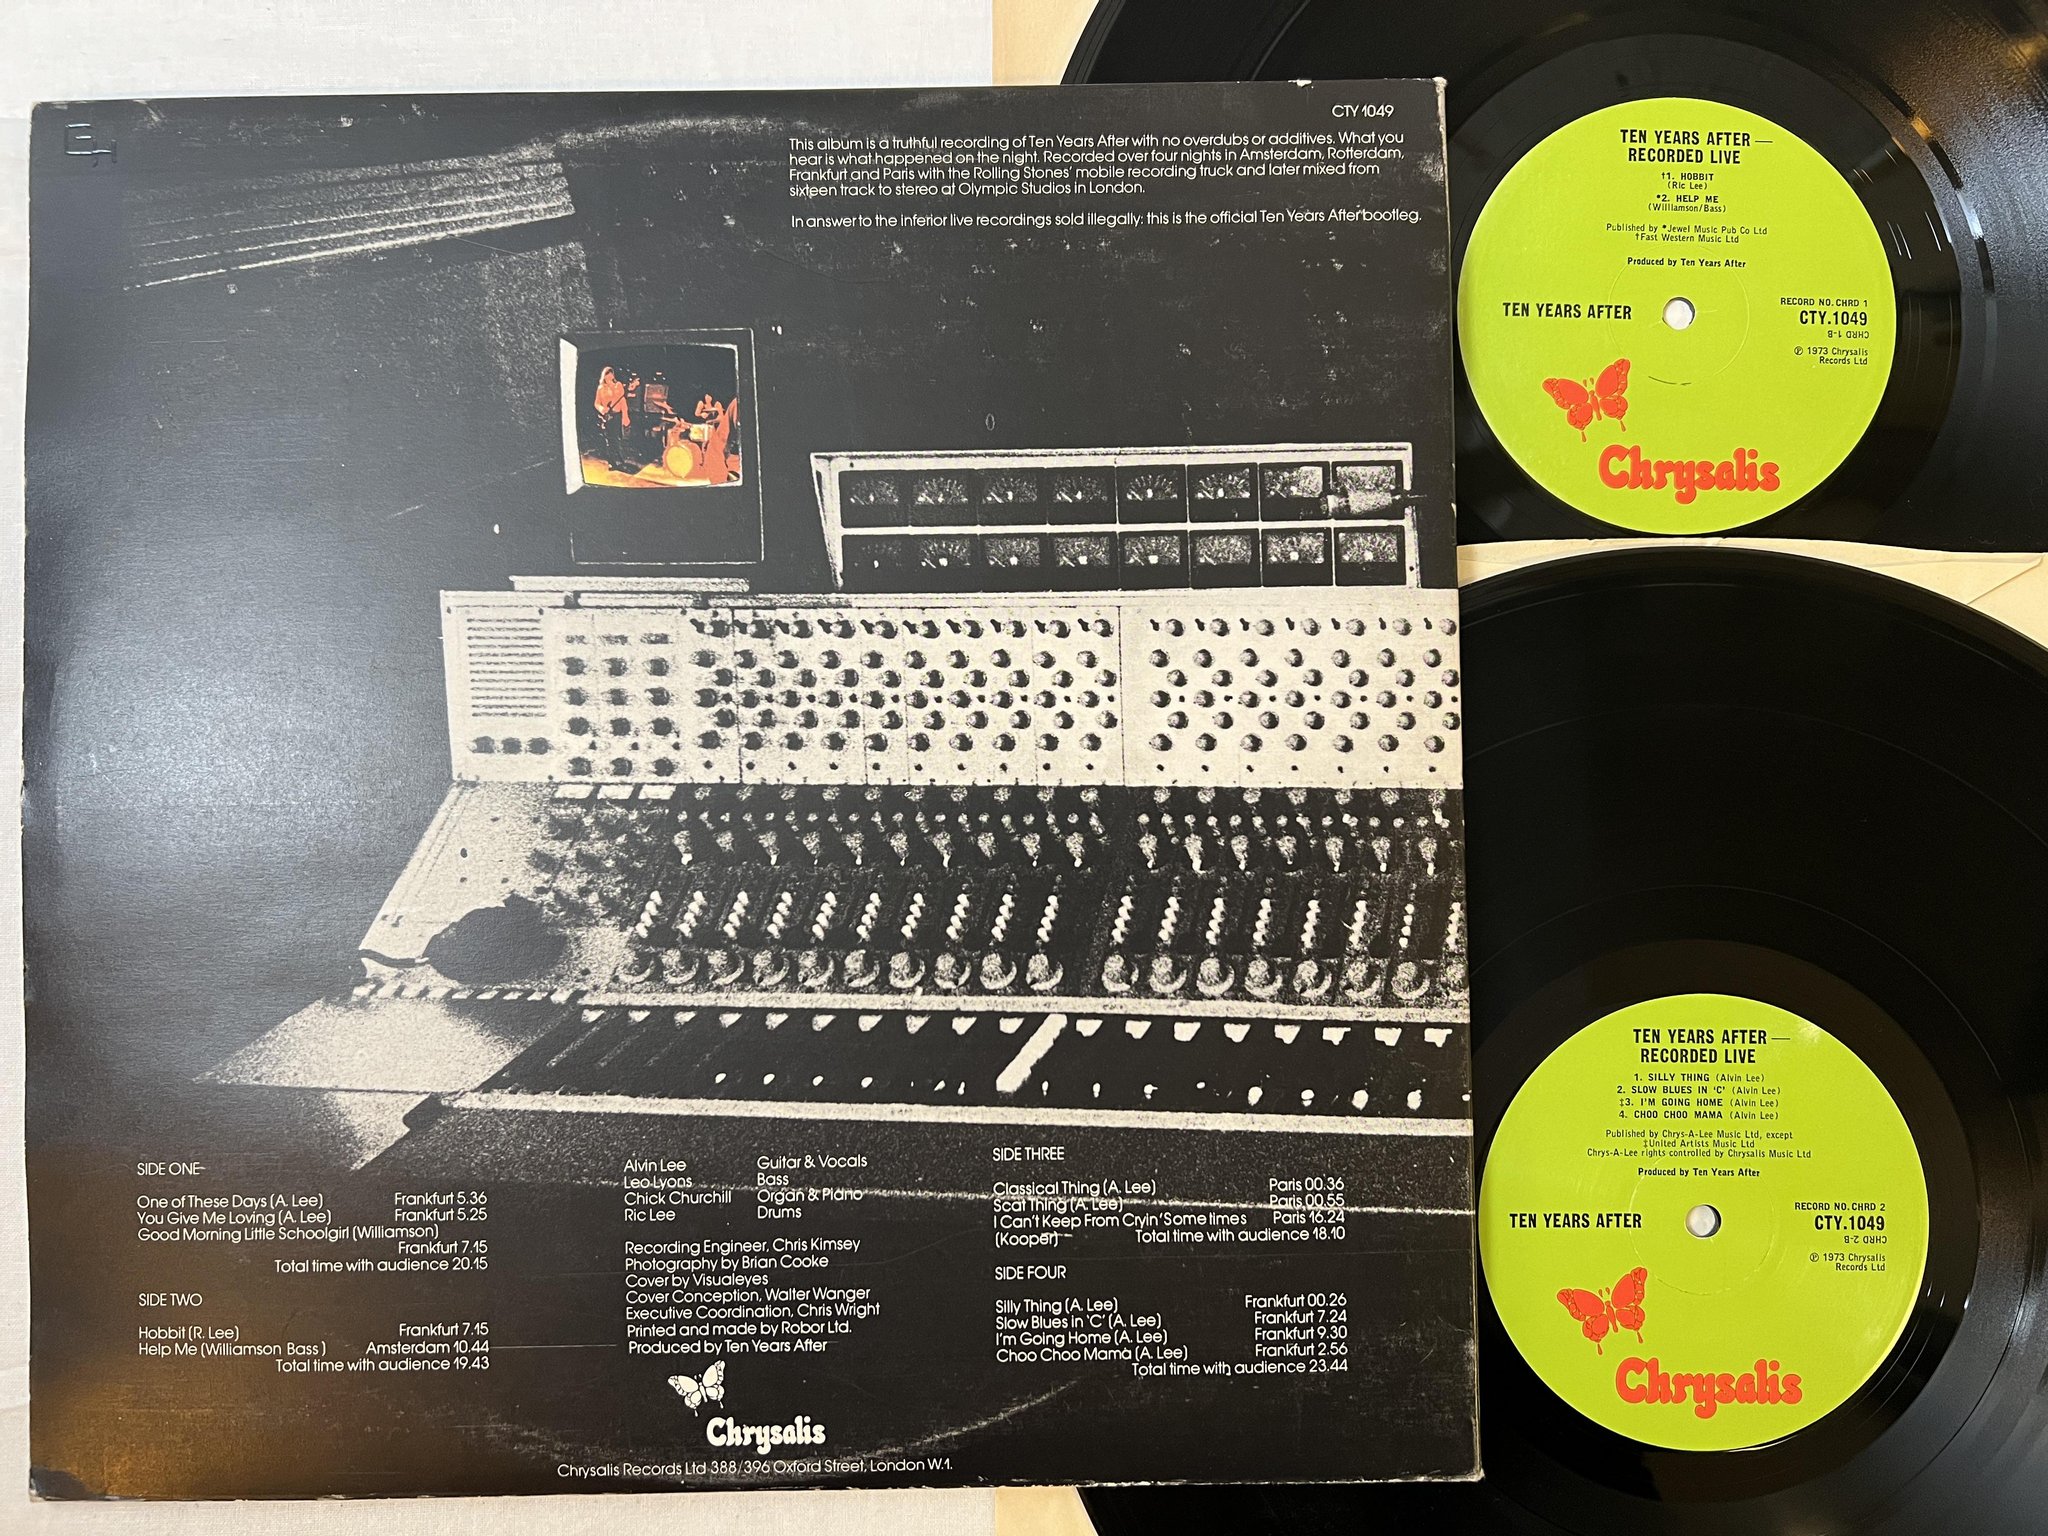 CTY 1049
This album is a truthful recording of Ten Years After with no overdubs or additives. What you
hear is what happened on the night. Recorded over four nights in Amsterdam, Rotterdam,
Frankfurt and Paris with the Rolling Stones' mobile recording truck and later mixed from
sixteen track to stereo at Olympic Studios in London.
In answer to the inferior live recordings sold illegally: this is the official Ten Years After bootleg.
SIDE ONE
One of These Days (A. Lee) Frankfurt 5.36
You Give Me Loving (A. Lee) Frankfurt 5.25
Good Morning Little Schoolgirl (Williamson)
Frankfurt 7.15
Total time with audience 20.15
SIDE TWO
Hobbit (R. Lee) Frankfurt 7.15
Help Me (Williamson Bass) Amsterdam 10.44
Total time with audience 19.43
Alvin Lee Guitar & Vocals
Leo Lyons Bass
Chick Churchill Organ & Piano
Ric Lee Drums
Recording Engineer, Chris Kimsey
Photography by Brian Cooke
Cover by Visualeyes
Cover Conception, Walter Wanger
Executive Coordination, Chris Wright
Printed and made by Robor Ltd.
Produced by Ten Years After
Chrysalis
Chrysalis Records Ltd 388/396 Oxford Street, London W.1.
SIDE THREE
Classical Thing (A. Lee) Paris 00.36
Scat Thing (A. Lee) Paris 00.55
I Can't Keep From Cryin' Sometimes Paris 16.24
(Kooper) Total time with audience 18.10
SIDE FOUR
Silly Thing (A. Lee) Frankfurt 00.26
Slow Blues in 'C' (A. Lee) Frankfurt 7.24
I'm Going Home (A. Lee) Frankfurt 9.30
Choo Choo Mama (A. Lee) Frankfurt 2.56
Total time with audience 23.44
TEN YEARS AFTER—
RECORDED LIVE
†1. HOBBIT
(Ric Lee)
*2. HELP ME
(Williamson/Bass)
Published by *Jewel Music Pub Co Ltd
†Fast Western Music Ltd
Produced by Ten Years After
TEN YEARS AFTER
RECORD NO. CHRD 1
CTY.1049
CHRD 1-B
℗ 1973 Chrysalis
Records Ltd
Chrysalis
TEN YEARS AFTER—
RECORDED LIVE
1. SILLY THING (Alvin Lee)
2. SLOW BLUES IN 'C' (Alvin Lee)
‡3. I'M GOING HOME (Alvin Lee)
4. CHOO CHOO MAMA (Alvin Lee)
Published by Chrys-A-Lee Music Ltd, except
‡United Artists Music Ltd
Chrys-A-Lee rights controlled by Chrysalis Music Ltd
Produced by Ten Years After
TEN YEARS AFTER
RECORD NO. CHRD 2
CTY.1049
CHRD 2-B
℗ 1973 Chrysalis
Records Ltd
Chrysalis